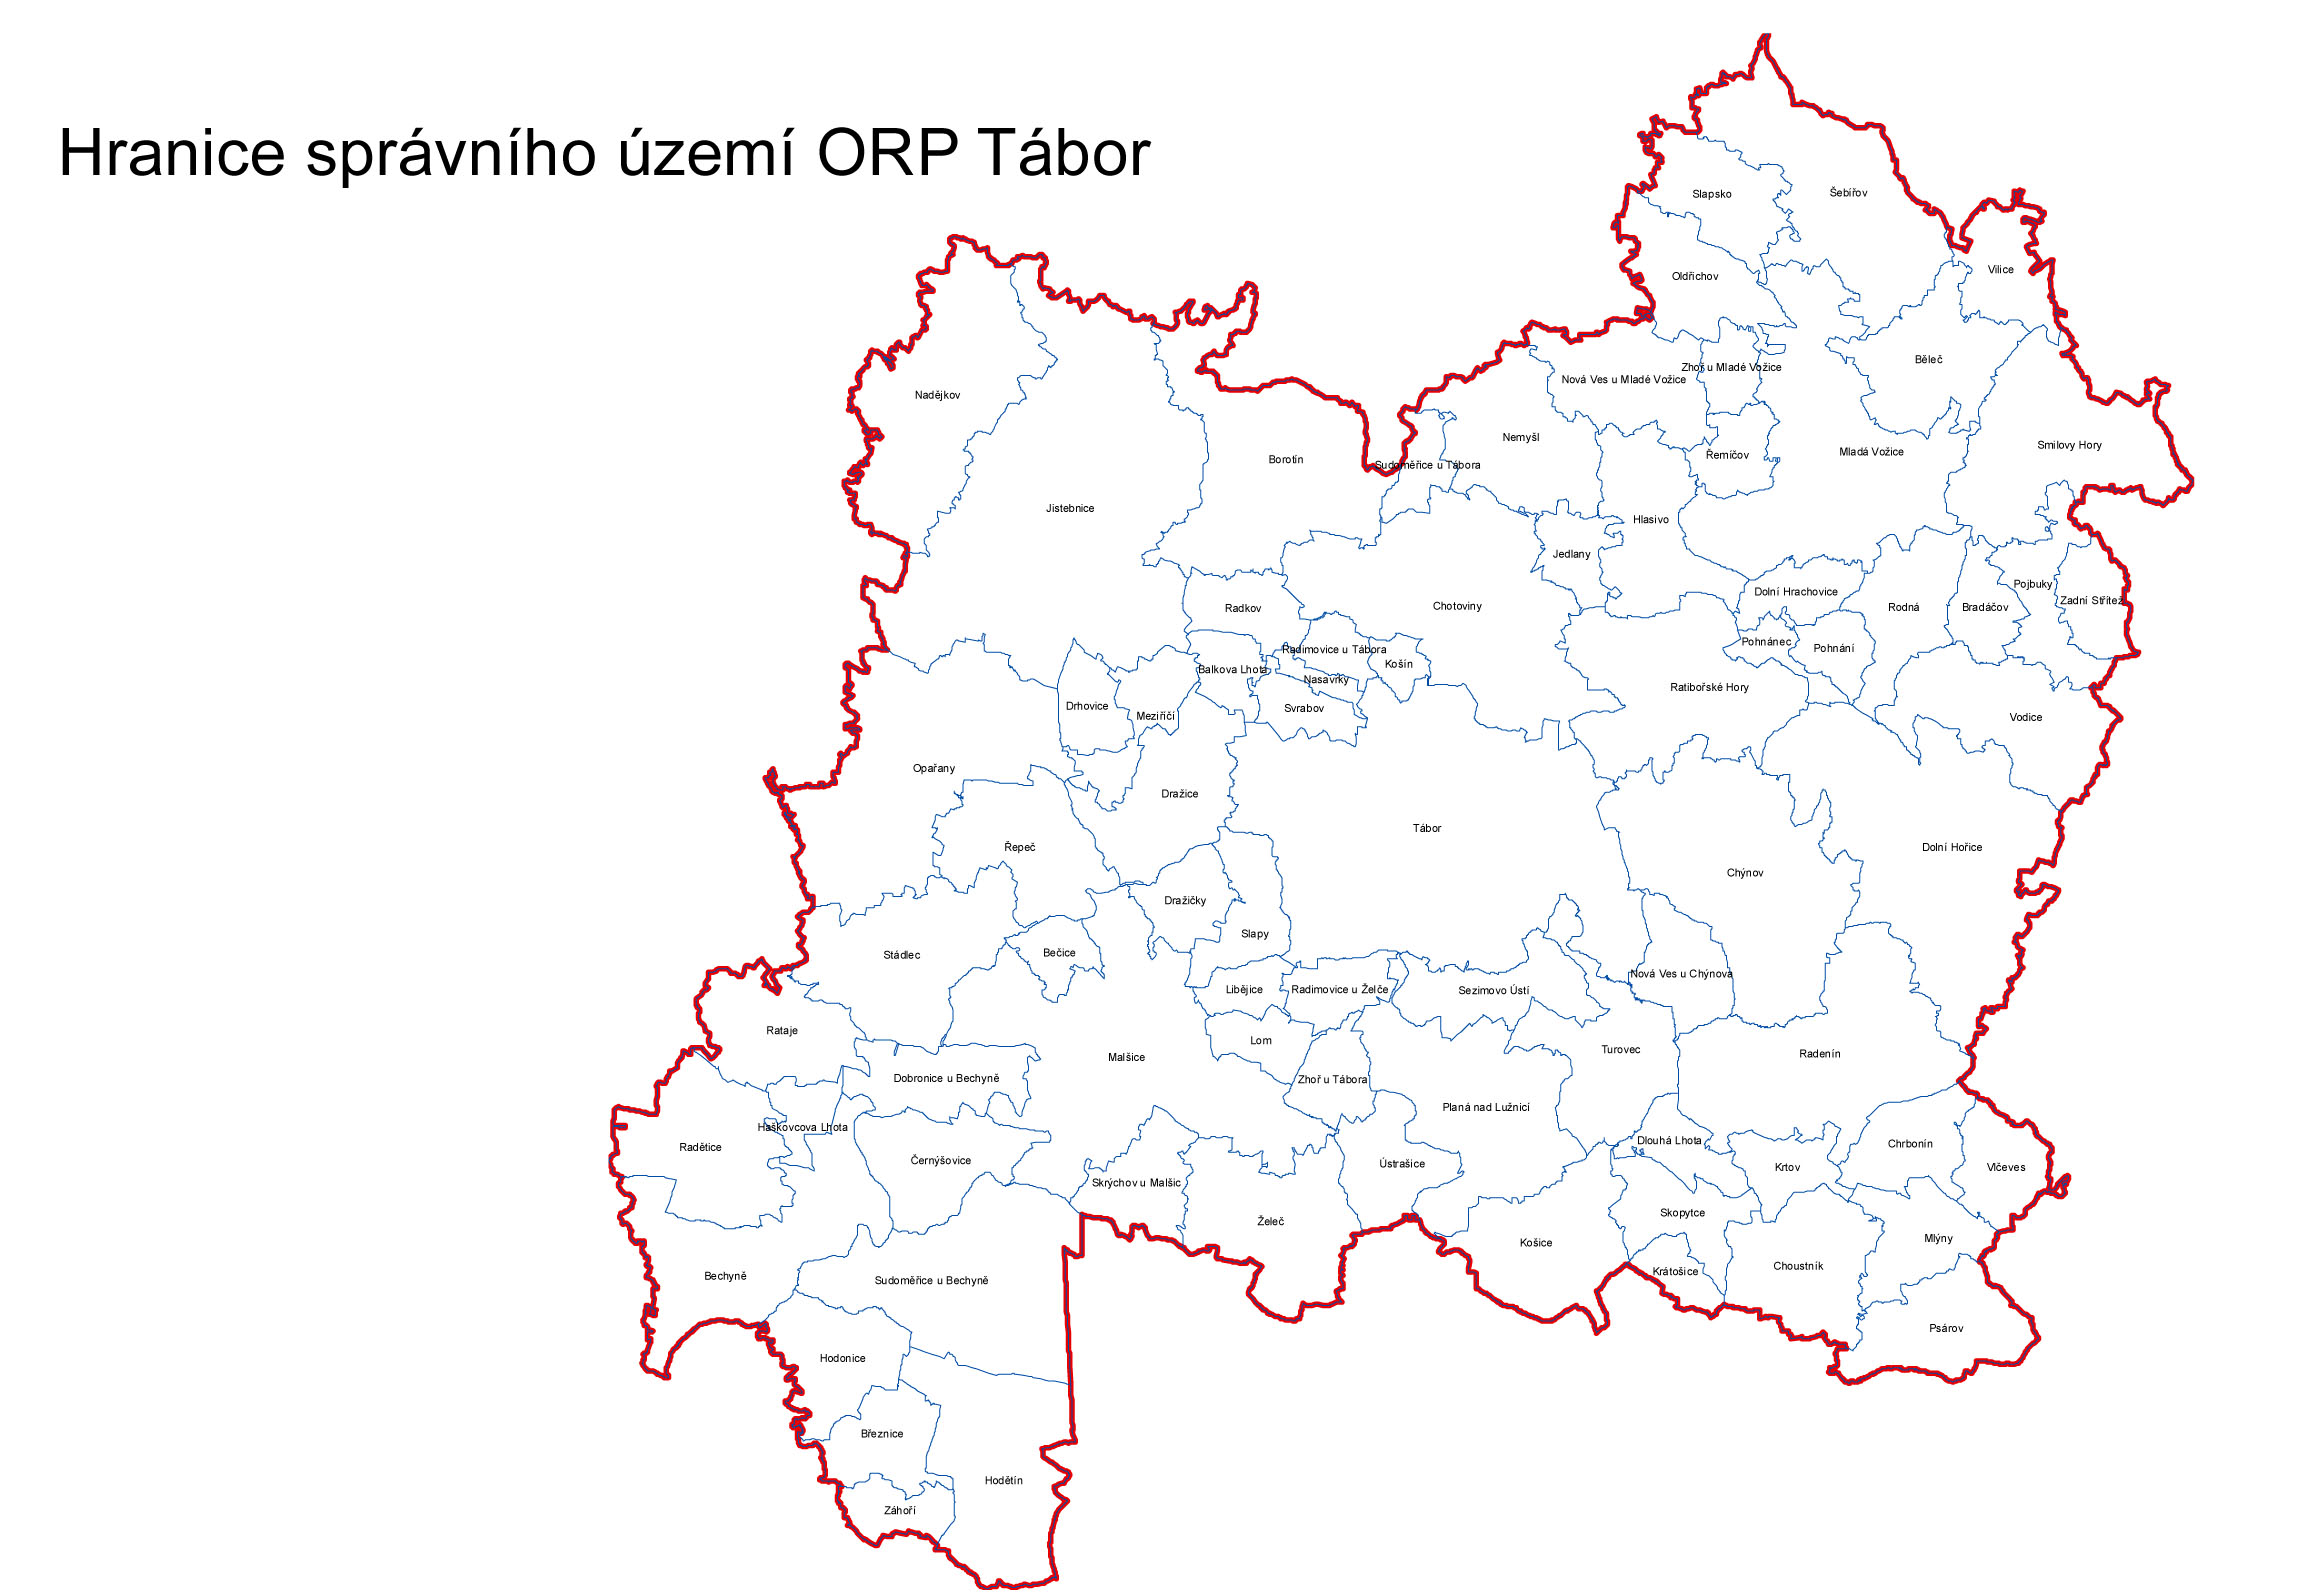 Hranice správního území ORP Tábor
Slapsko
Šebířov
Vilice
Oldřichov
Běleč
Zhoř u Mladé Vožice
Nová Ves u Mladé Vožice
Nadějkov
Nemyšl
Smilovy Hory
Mladá Vožice
Řemíčov
Borotín
Sudoměřice u Tábora
Jistebnice
Hlasivo
Jedlany
Pojbuky
Dolní Hrachovice
Zadní Střítež
Chotoviny
Radkov
Rodná
Bradáčov
Pohnánec
Pohnání
Radimovice u Tábora
Košín
Balkova Lhota
Nasavrky
Ratibořské Hory
Drhovice
Svrabov
Meziříčí
Vodice
Opařany
Dražice
Tábor
Řepeč
Dolní Hořice
Chýnov
Dražičky
Slapy
Stádlec
Bečice
Nová Ves u Chýnova
Libějice
Radimovice u Želče
Sezimovo Ústí
Rataje
Lom
Turovec
Radenín
Malšice
Dobronice u Bechyně
Zhoř u Tábora
Planá nad Lužnicí
Haškovcova Lhota
Dlouhá Lhota
Chrbonín
Radětice
Černýšovice
Ústrašice
Krtov
Vlčeves
Skrýchov u Malšic
Skopytce
Želeč
Mlýny
Košice
Choustník
Krátošice
Bechyně
Sudoměřice u Bechyně
Psárov
Hodonice
Březnice
Hodětín
Záhoří